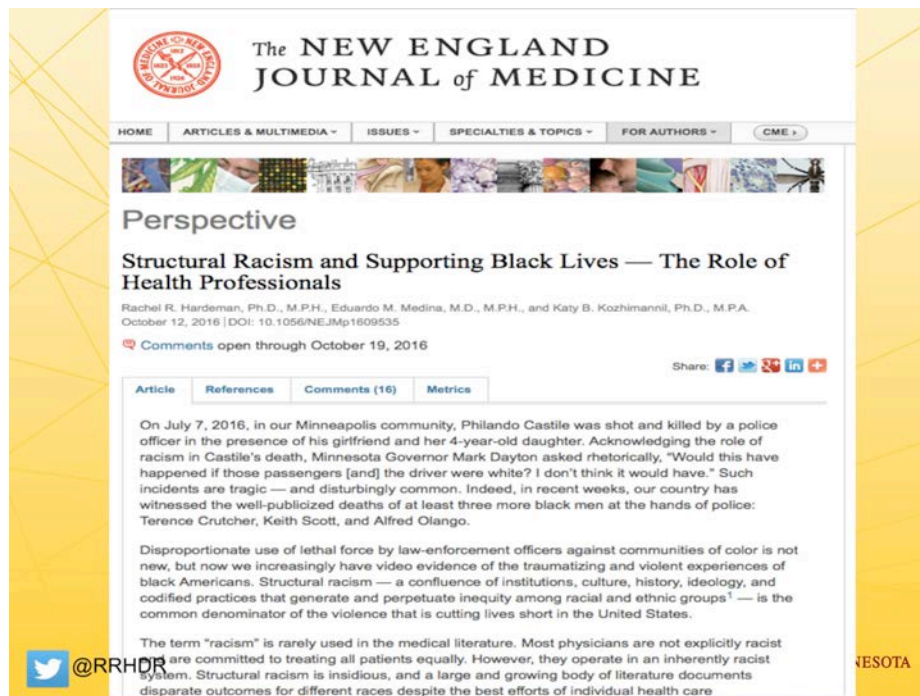 The NEW ENGLAND
JOURNAL of MEDICINE
HOME ARTICLES & MULTIMEDIA ISSUES SPECIALTIES & TOPICS FOR AUTHORS CME
Perspective
Structural Racism and Supporting Black Lives — The Role of
Health Professionals
Rachel R. Hardeman, Ph.D., M.P.H., Eduardo M. Medina, M.D., M.P.H., and Katy B. Kozhimannil, Ph.D., M.P.A.
October 12, 2016 | DOI: 10.1056/NEJMp1609535
Comments open through October 19, 2016
Share:
Article References Comments (16) Metrics
On July 7, 2016, in our Minneapolis community, Philando Castile was shot and killed by a police
officer in the presence of his girlfriend and her 4-year-old daughter. Acknowledging the role of
racism in Castile's death, Minnesota Governor Mark Dayton asked rhetorically, "Would this have
happened if those passengers [and] the driver were white? I don't think it would have." Such
incidents are tragic — and disturbingly common. Indeed, in recent weeks, our country has
witnessed the well-publicized deaths of at least three more black men at the hands of police:
Terence Crutcher, Keith Scott, and Alfred Olango.
Disproportionate use of lethal force by law-enforcement officers against communities of color is not
new, but now we increasingly have video evidence of the traumatizing and violent experiences of
black Americans. Structural racism — a confluence of institutions, culture, history, ideology, and
codified practices that generate and perpetuate inequity among racial and ethnic groups¹ — is the
common denominator of the violence that is cutting lives short in the United States.
The term "racism" is rarely used in the medical literature. Most physicians are not explicitly racist
are committed to treating all patients equally. However, they operate in an inherently racist
system. Structural racism is insidious, and a large and growing body of literature documents
disparate outcomes for different races despite the best efforts of individual health care
@RRHDR
NESOTA